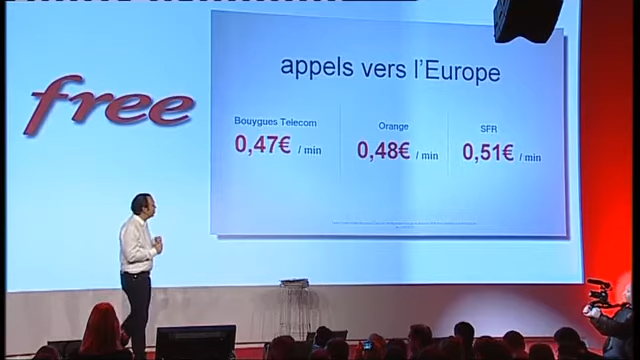 free
appels vers l'Europe
Bouygues Telecom
Orange
SFR
0,47€ / min
0,48€ / min
0,51€ / min